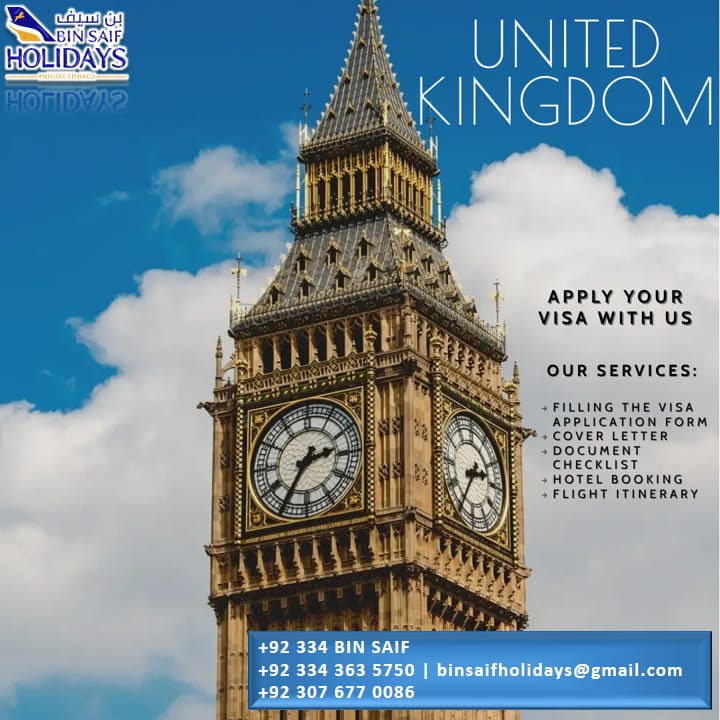 بن سيف
BIN SAIF
HOLIDAYS
PRIVATE LIMITED
UNITED
KINGDOM
APPLY YOUR
VISA WITH US
OUR SERVICES:
→ FILLING THE VISA
APPLICATION FORM
→ COVER LETTER
→ DOCUMENT
CHECKLIST
→ HOTEL BOOKING
→ FLIGHT ITINERARY
+92 334 BIN SAIF
+92 334 363 5750 | binsaifholidays@gmail.com
+92 307 677 0086